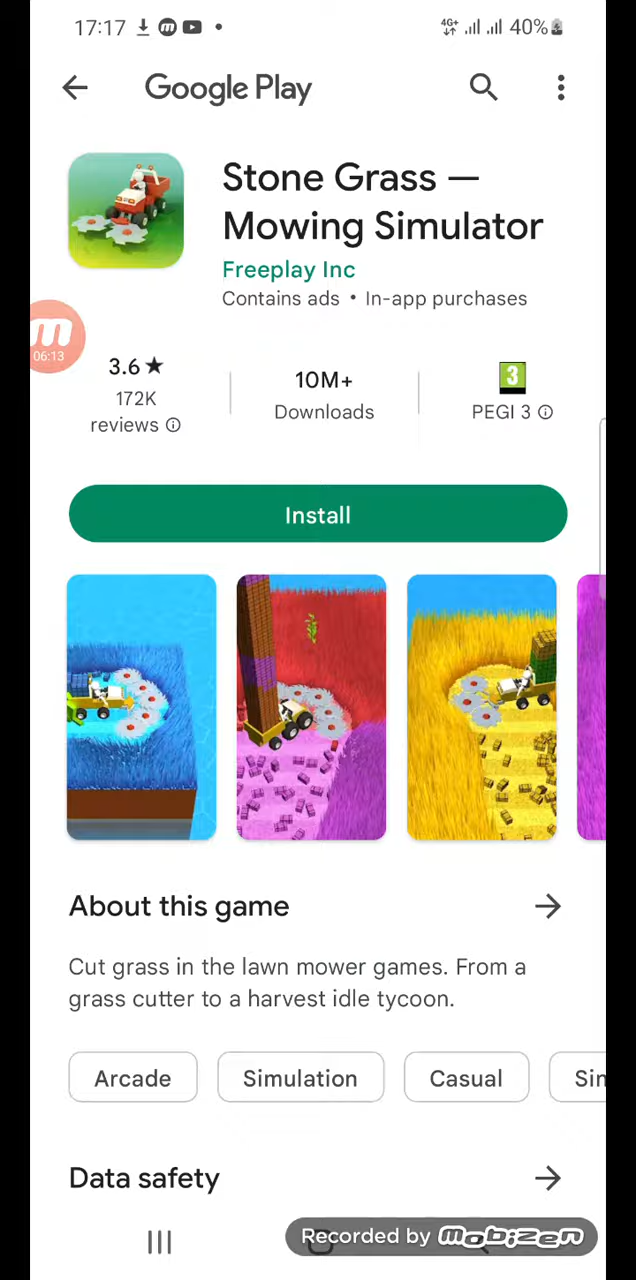 17:17
4G+ 40%
Google Play
Stone Grass —
Mowing Simulator
Freeplay Inc
Contains ads • In-app purchases
m
06:13
3.6★
172K
reviews
10M+
Downloads
3
PEGI 3
Install
About this game
Cut grass in the lawn mower games. From a
grass cutter to a harvest idle tycoon.
Arcade
Simulation
Casual
Sin
Data safety
Recorded by mobizen